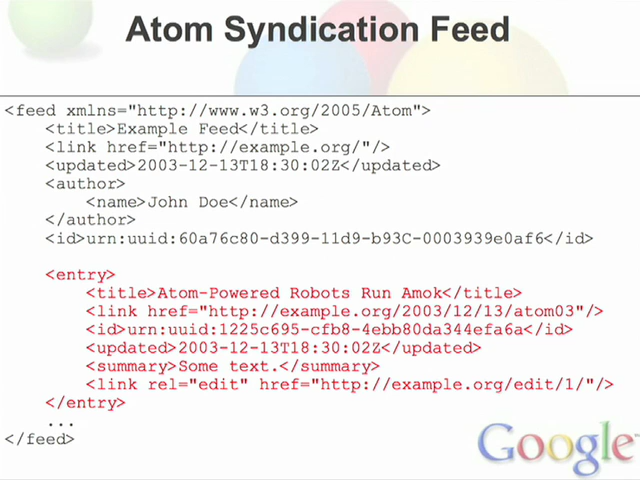 Atom Syndication Feed
<feed xmlns="http://www.w3.org/2005/Atom">
    <title>Example Feed</title>
    <link href="http://example.org/"/>
    <updated>2003-12-13T18:30:02Z</updated>
    <author>
        <name>John Doe</name>
    </author>
    <id>urn:uuid:60a76c80-d399-11d9-b93C-0003939e0af6</id>
    <entry>
        <title>Atom-Powered Robots Run Amok</title>
        <link href="http://example.org/2003/12/13/atom03"/>
        <id>urn:uuid:1225c695-cfb8-4ebb80da344efa6a</id>
        <updated>2003-12-13T18:30:02Z</updated>
        <summary>Some text.</summary>
        <link rel="edit" href="http://example.org/edit/1/"/>
    </entry>
    ...
</feed>
Google